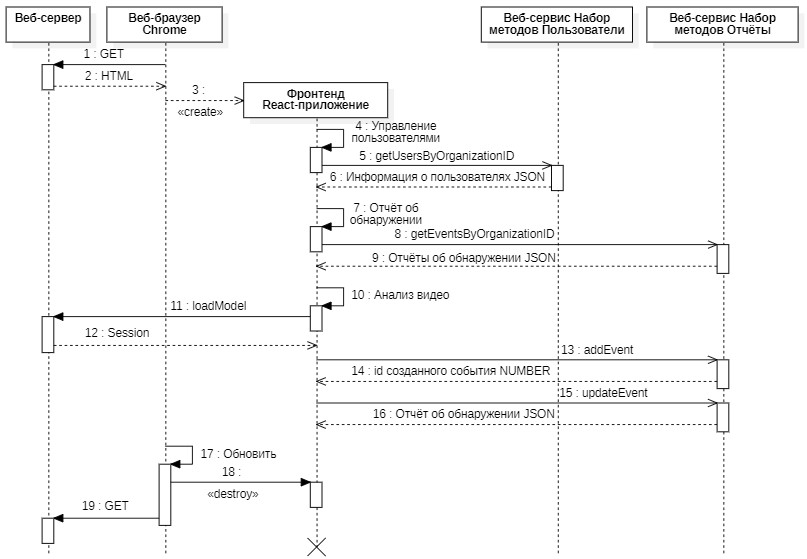 Веб-сервер
Веб-браузер
Chrome
Веб-сервис Набор
методов Пользователи
Веб-сервис Набор
методов Отчёты
1 : GET
2 : HTML
3 :
«create»
Фронтенд
React-приложение
4 : Управление
пользователями
5 : getUsersByOrganizationID
6 : Информация о пользователях JSON
7 : Отчёт об
обнаружении
8 : getEventsByOrganizationID
9 : Отчёты об обнаружении JSON
10 : Анализ видео
11 : loadModel
12 : Session
13 : addEvent
14 : id созданного события NUMBER
15 : updateEvent
16 : Отчёт об обнаружении JSON
17 : Обновить
18 :
«destroy»
19 : GET